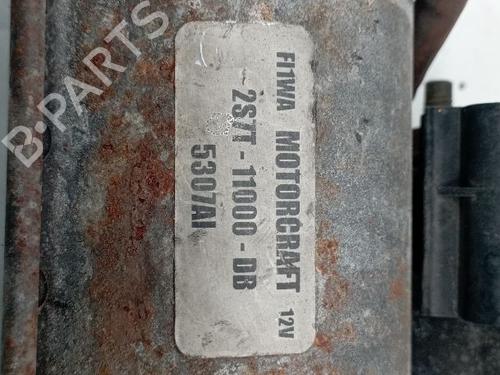 FI1WA MOTORCRAFT 12V
2S7T-11000-DB
5307AI
B-PARTS